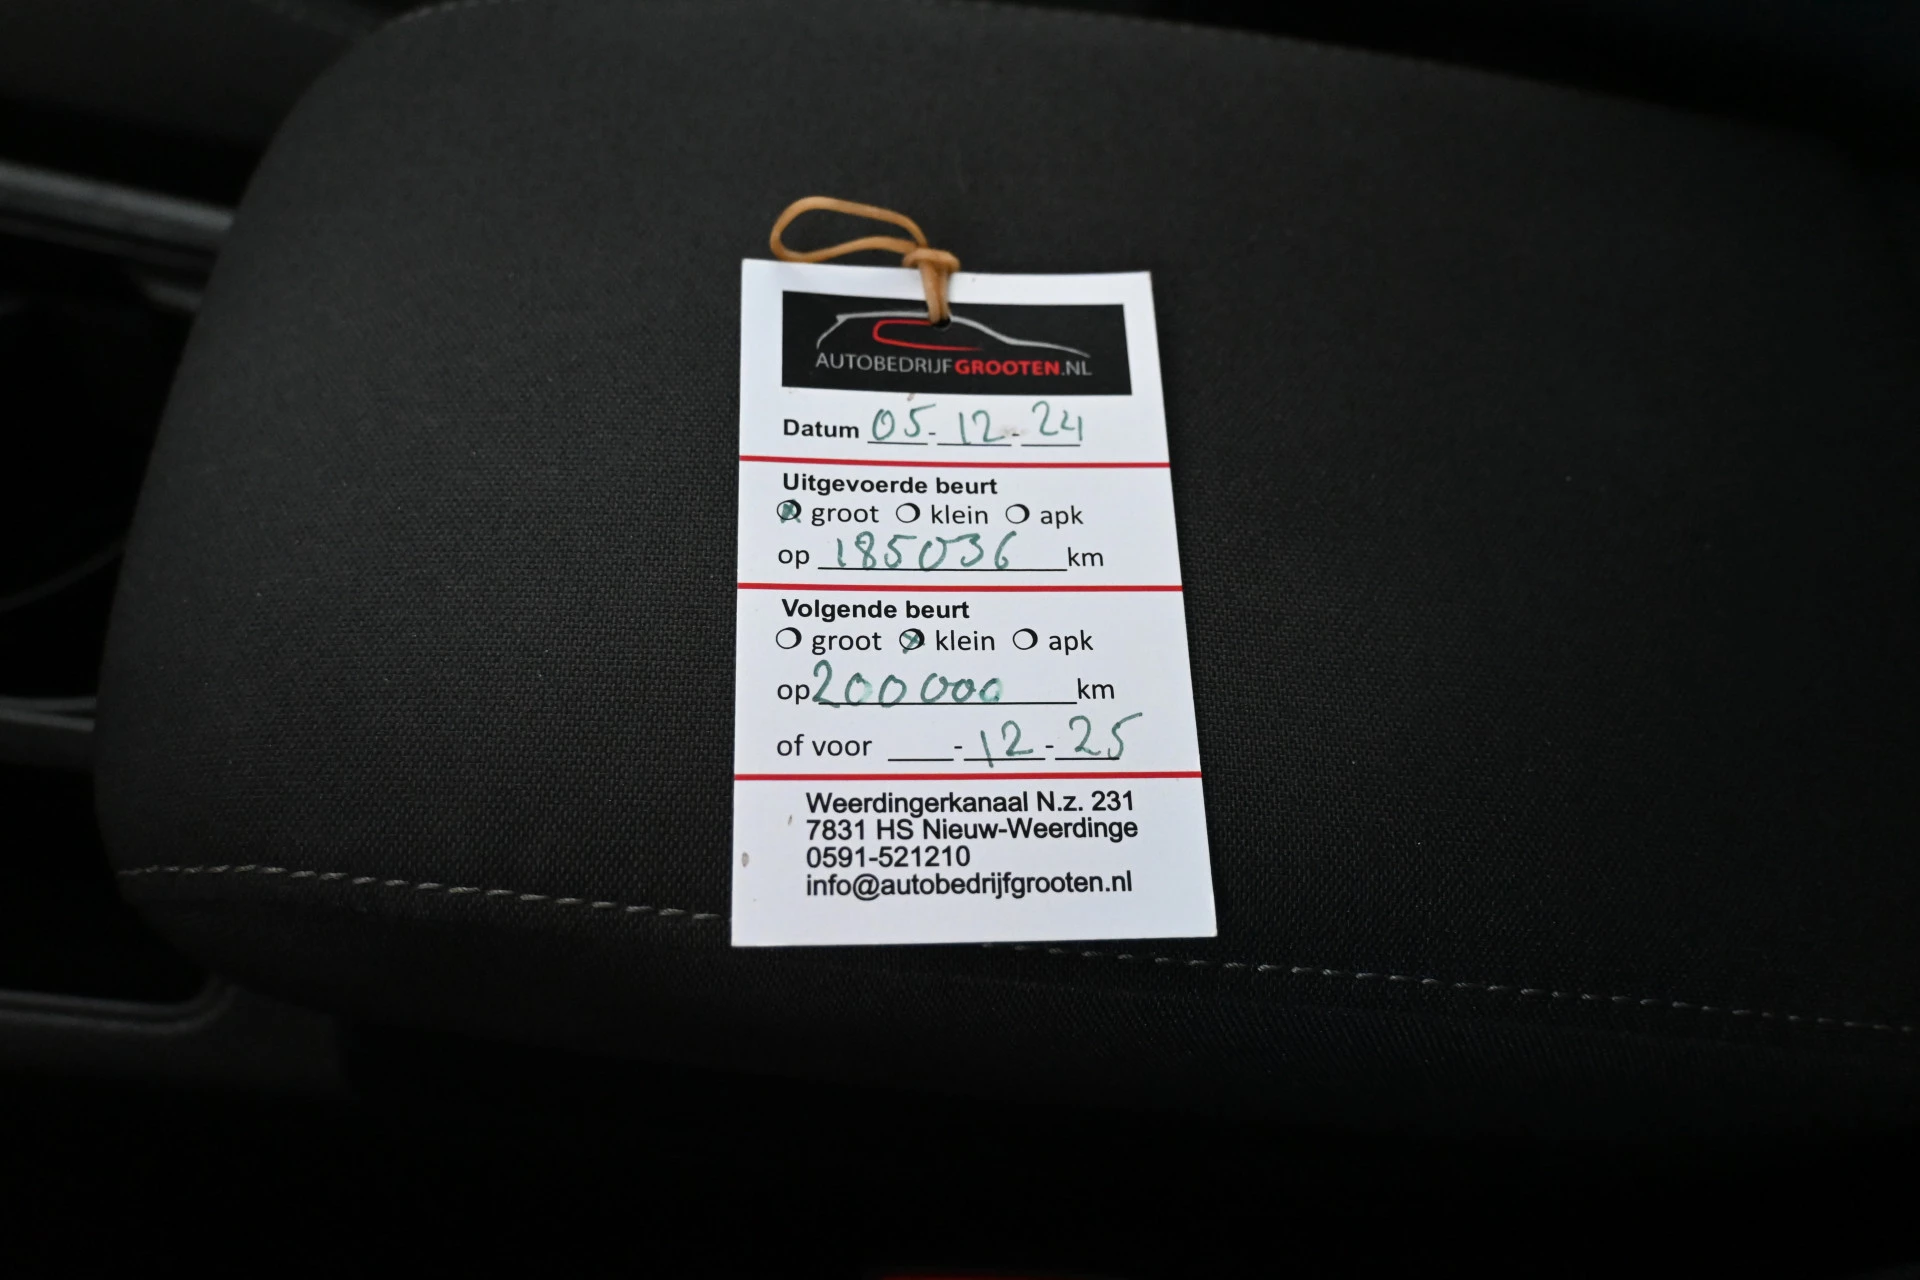 AUTOBEDRIJFGROOTEN.NL
Datum 05-12-24
Uitgevoerde beurt
groot klein apk
op 185036 km
Volgende beurt
groot klein apk
op 200000 km
of voor ___-12-25
Weerdingerkanaal N.z. 231
7831 HS Nieuw-Weerdinge
0591-521210
info@autobedrijfgrooten.nl